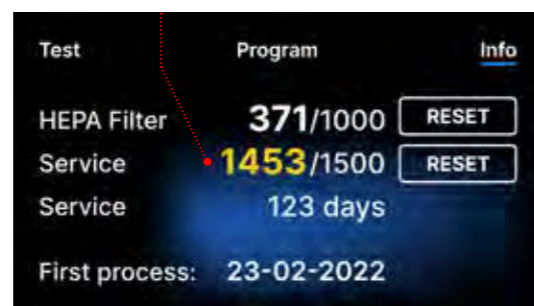 Test Program Info
HEPA Filter 371/1000 RESET
Service 1453/1500 RESET
Service 123 days
First process: 23-02-2022